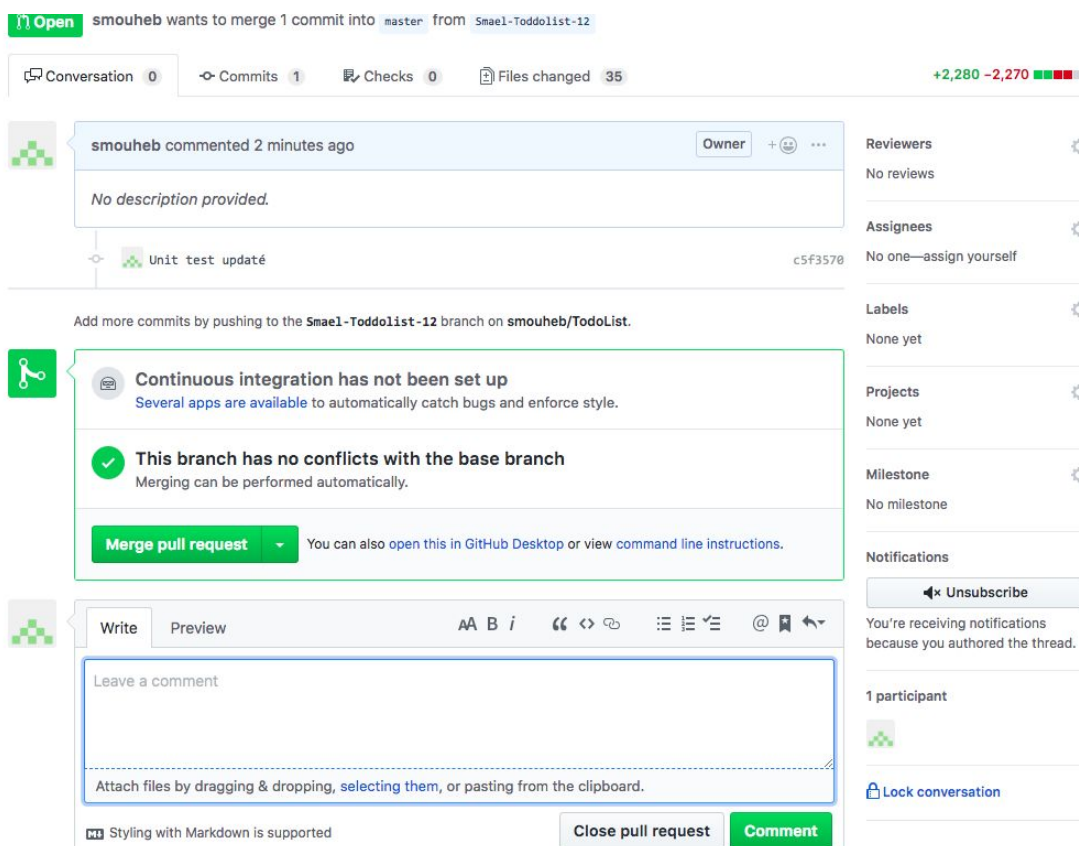 Open smouheb wants to merge 1 commit into master from Smael-Toddolist-12
Conversation 0 Commits 1 Checks 0 Files changed 35 +2,280 −2,270
smouheb commented 2 minutes ago Owner
No description provided.
Unit test updaté c5f3570
Add more commits by pushing to the Smael-Toddolist-12 branch on smouheb/TodoList.
Continuous integration has not been set up
Several apps are available to automatically catch bugs and enforce style.
This branch has no conflicts with the base branch
Merging can be performed automatically.
Merge pull request You can also open this in GitHub Desktop or view command line instructions.
Write Preview
Leave a comment
Attach files by dragging & dropping, selecting them, or pasting from the clipboard.
Styling with Markdown is supported
Close pull request Comment
Reviewers
No reviews
Assignees
No one—assign yourself
Labels
None yet
Projects
None yet
Milestone
No milestone
Notifications
Unsubscribe
You're receiving notifications
because you authored the thread.
1 participant
Lock conversation